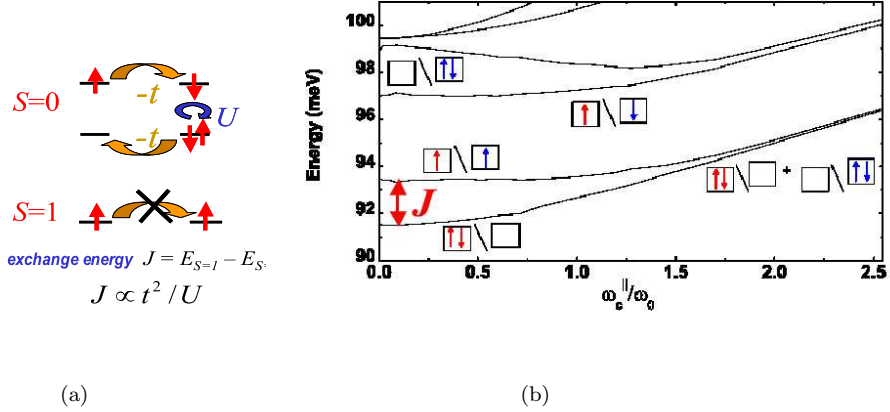 S=0
-t
U
-t
S=1
exchange energy J = E_{S=1} − E_{S=
J ∝ t² / U
(a)
Energy (meV)
100
98
97
94
92
90
J
0.0 0.5 1.0 1.5 2.0 2.5
+
ω_c^{||}/ω_0
(b)